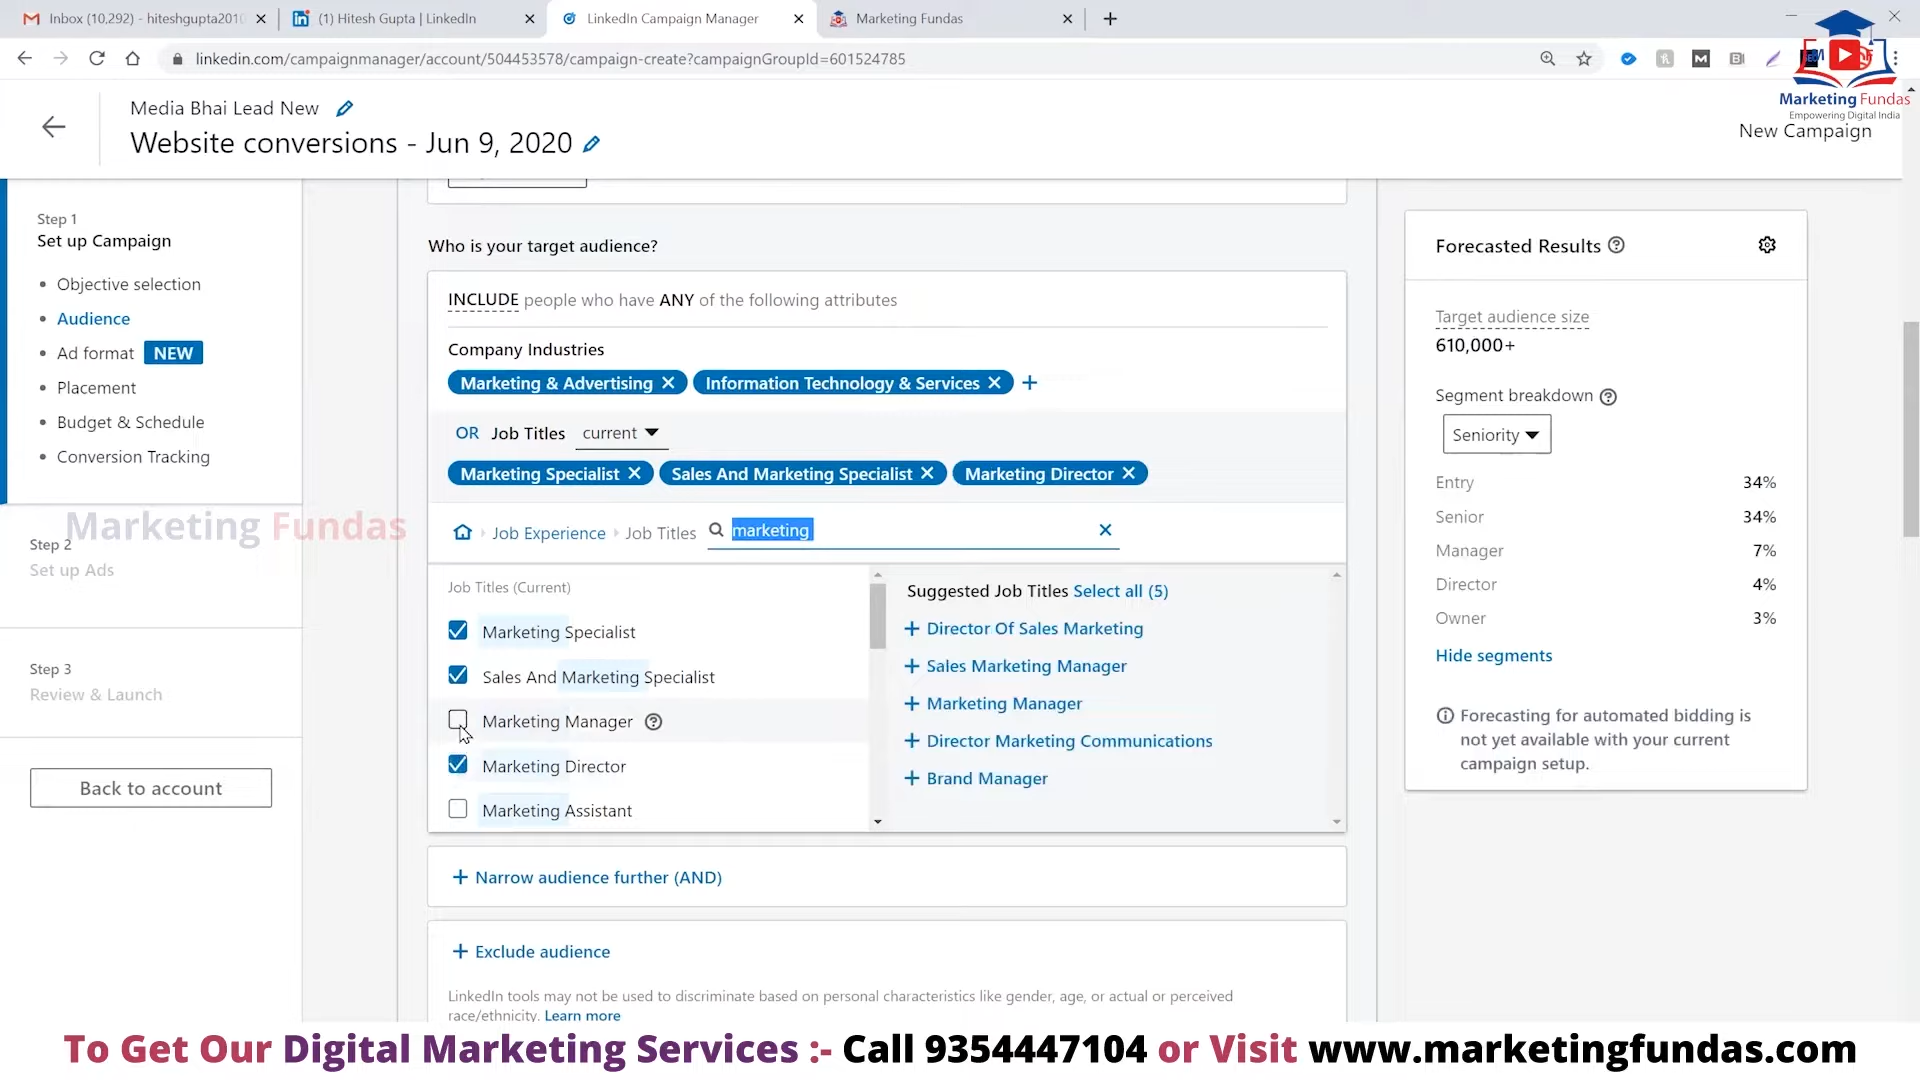 Inbox (10,292) - hiteshgupta2010
(1) Hitesh Gupta | LinkedIn
LinkedIn Campaign Manager
Marketing Fundas
linkedin.com/campaignmanager/account/504453578/campaign-create?campaignGroupId=601524785
Marketing Fundas
Empowering Digital India
New Campaign
Media Bhai Lead New
Website conversions - Jun 9, 2020
Step 1
Set up Campaign
Objective selection
Audience
Ad format NEW
Placement
Budget & Schedule
Conversion Tracking
Marketing Fundas
Step 2
Set up Ads
Step 3
Review & Launch
Back to account
Who is your target audience?
INCLUDE people who have ANY of the following attributes
Company Industries
Marketing & Advertising
Information Technology & Services
OR Job Titles current
Marketing Specialist
Sales And Marketing Specialist
Marketing Director
Job Experience
Job Titles
marketing
Job Titles (Current)
Marketing Specialist
Sales And Marketing Specialist
Marketing Manager
Marketing Director
Marketing Assistant
Suggested Job Titles Select all (5)
+ Director Of Sales Marketing
+ Sales Marketing Manager
+ Marketing Manager
+ Director Marketing Communications
+ Brand Manager
+ Narrow audience further (AND)
+ Exclude audience
LinkedIn tools may not be used to discriminate based on personal characteristics like gender, age, or actual or perceived
race/ethnicity. Learn more
Forecasted Results
Target audience size
610,000+
Segment breakdown
Seniority
Entry 34%
Senior 34%
Manager 7%
Director 4%
Owner 3%
Hide segments
Forecasting for automated bidding is
not yet available with your current
campaign setup.
To Get Our Digital Marketing Services :- Call 9354447104 or Visit www.marketingfundas.com